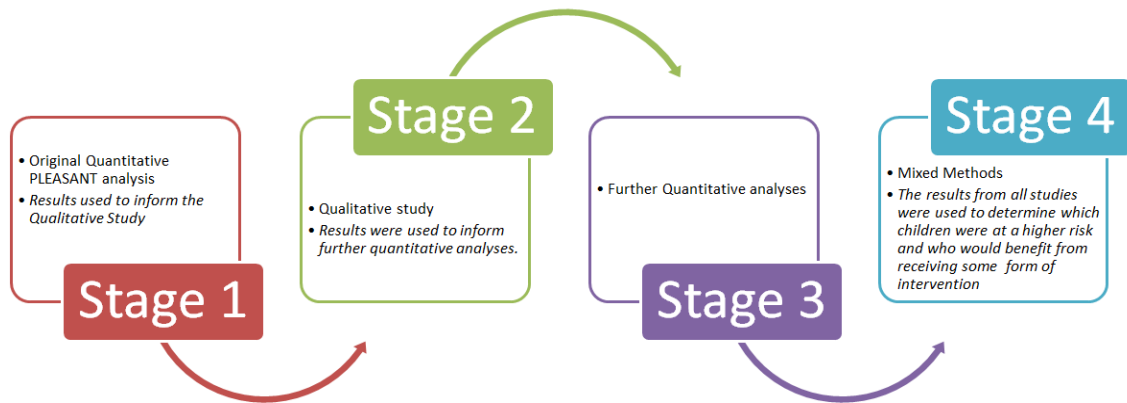 • Original Quantitative
PLEASANT analysis
• Results used to inform the
Qualitative Study
Stage 1
Stage 2
• Qualitative study
• Results were used to inform
further quantitative analyses.
• Further Quantitative analyses
Stage 3
Stage 4
• Mixed Methods
• The results from all studies
were used to determine which
children were at a higher risk
and who would benefit from
receiving some form of
intervention